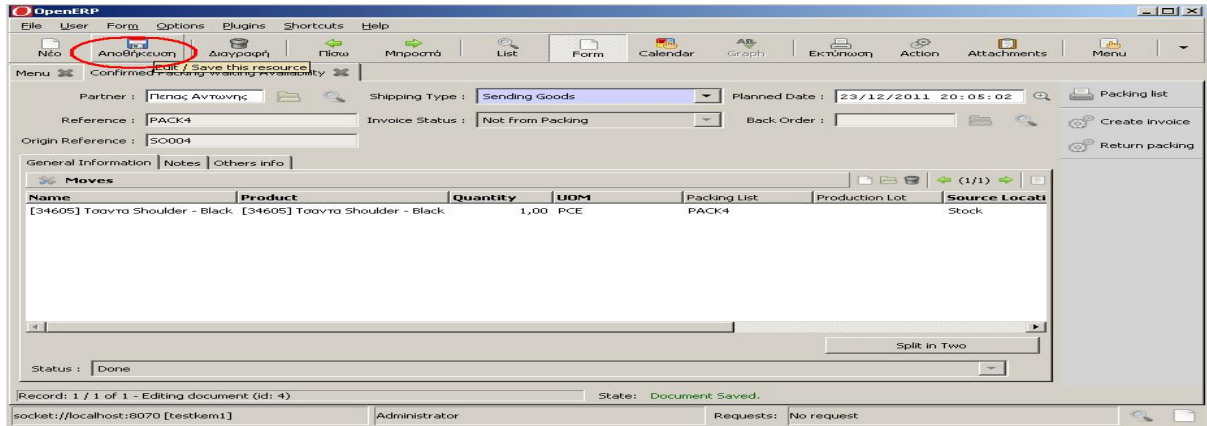 OpenERP
File User Form Options Plugins Shortcuts Help
Νέο Αποθήκευση Διαγραφή Πίσω Μπροστά List Form Calendar Graph Εκτύπωση Action Attachments Menu
Edit / Save this resource
Menu Confirmed Packing Waiting Availability
Partner : Πεπας Αντωνης Shipping Type : Sending Goods Planned Date : 23/12/2011 20:05:02 Packing list
Reference : PACK4 Invoice Status : Not from Packing Back Order : Create invoice
Origin Reference : SO004 Return packing
General Information Notes Others info
Moves (1/1)
Name Product Quantity UOM Packing List Production Lot Source Locati
[34605] Τσαντα Shoulder - Black [34605] Τσαντα Shoulder - Black 1,00 PCE PACK4 Stock
Split in Two
Status : Done
Record: 1 / 1 of 1 - Editing document (id: 4) State: Document Saved.
socket://localhost:8070 [testkem1] Administrator Requests: No request